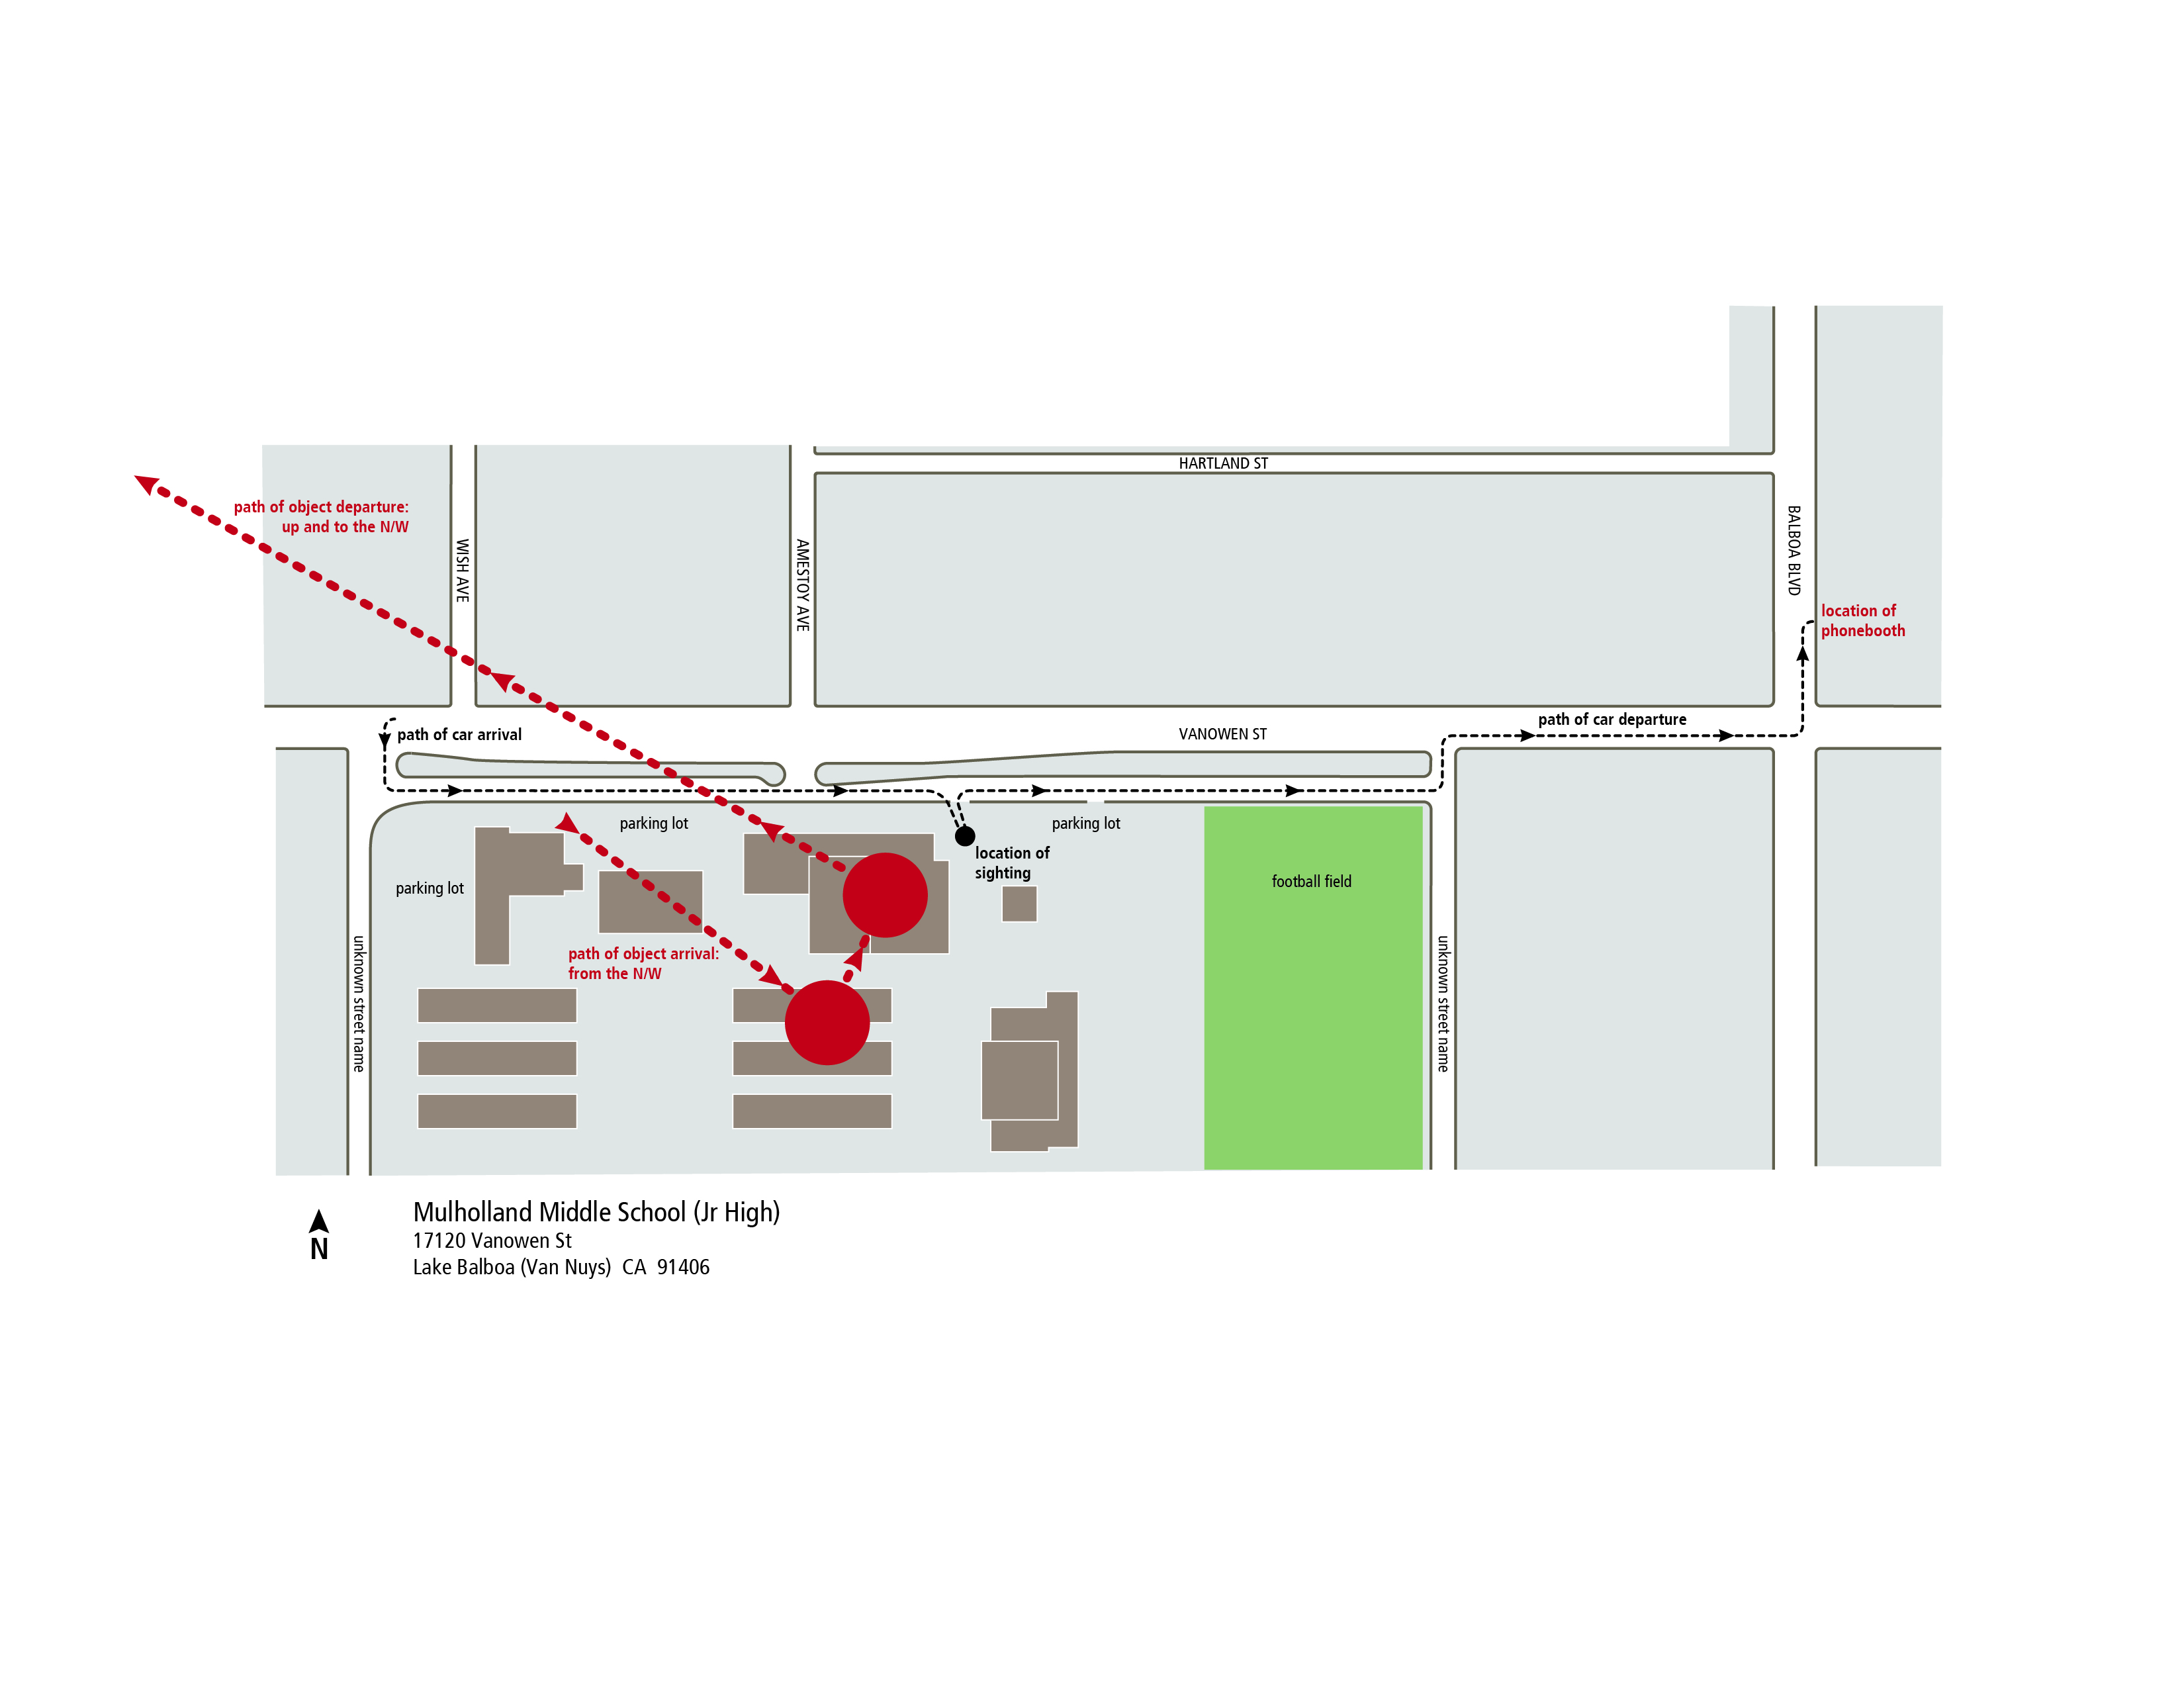 HARTLAND ST
path of object departure:
up and to the N/W
WISH AVE
AMESTOY AVE
BALBOA BLVD
location of
phonebooth
path of car arrival
VANOWEN ST
path of car departure
parking lot
parking lot
location of
sighting
parking lot
football field
path of object arrival:
from the N/W
unknown street name
unknown street name
N
Mulholland Middle School (Jr High)
17120 Vanowen St
Lake Balboa (Van Nuys) CA 91406